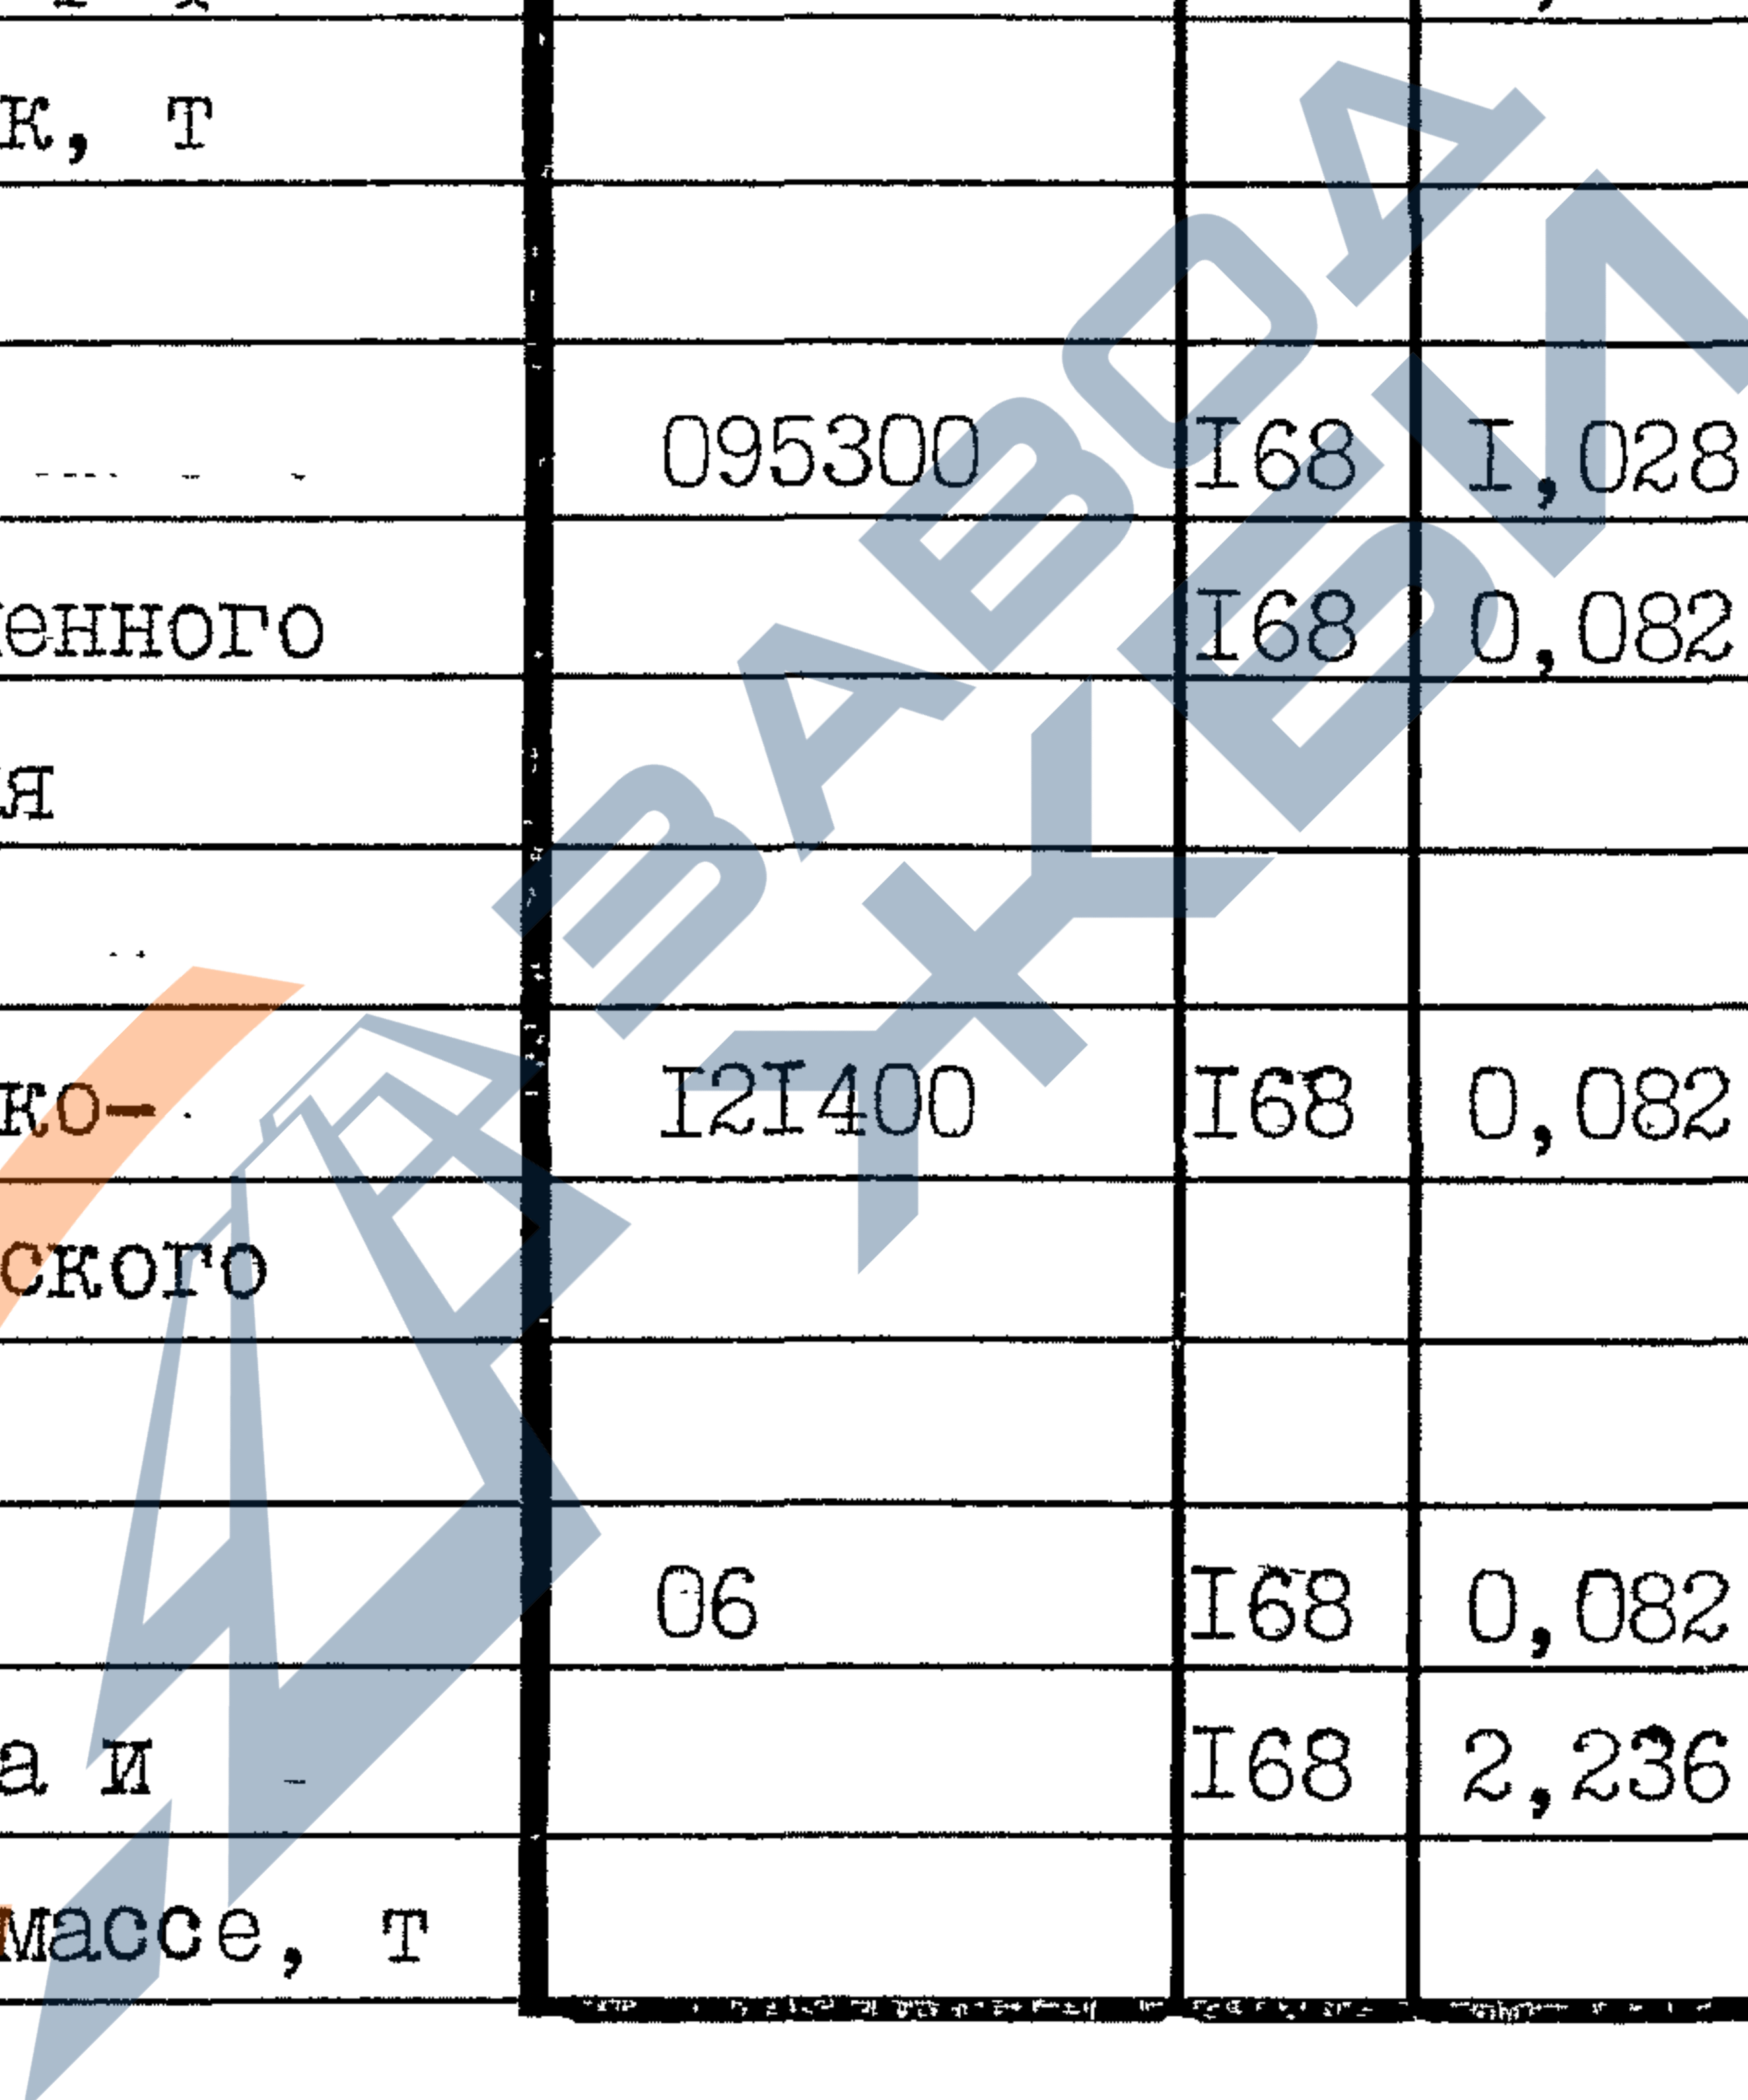 к, т
095300 I68 I,028
енного I68 0,082
я
ко- I2I400 I68 0,082
ского
06 I68 0,082
а и I68 2,236
массе, т
ЗАВОДА